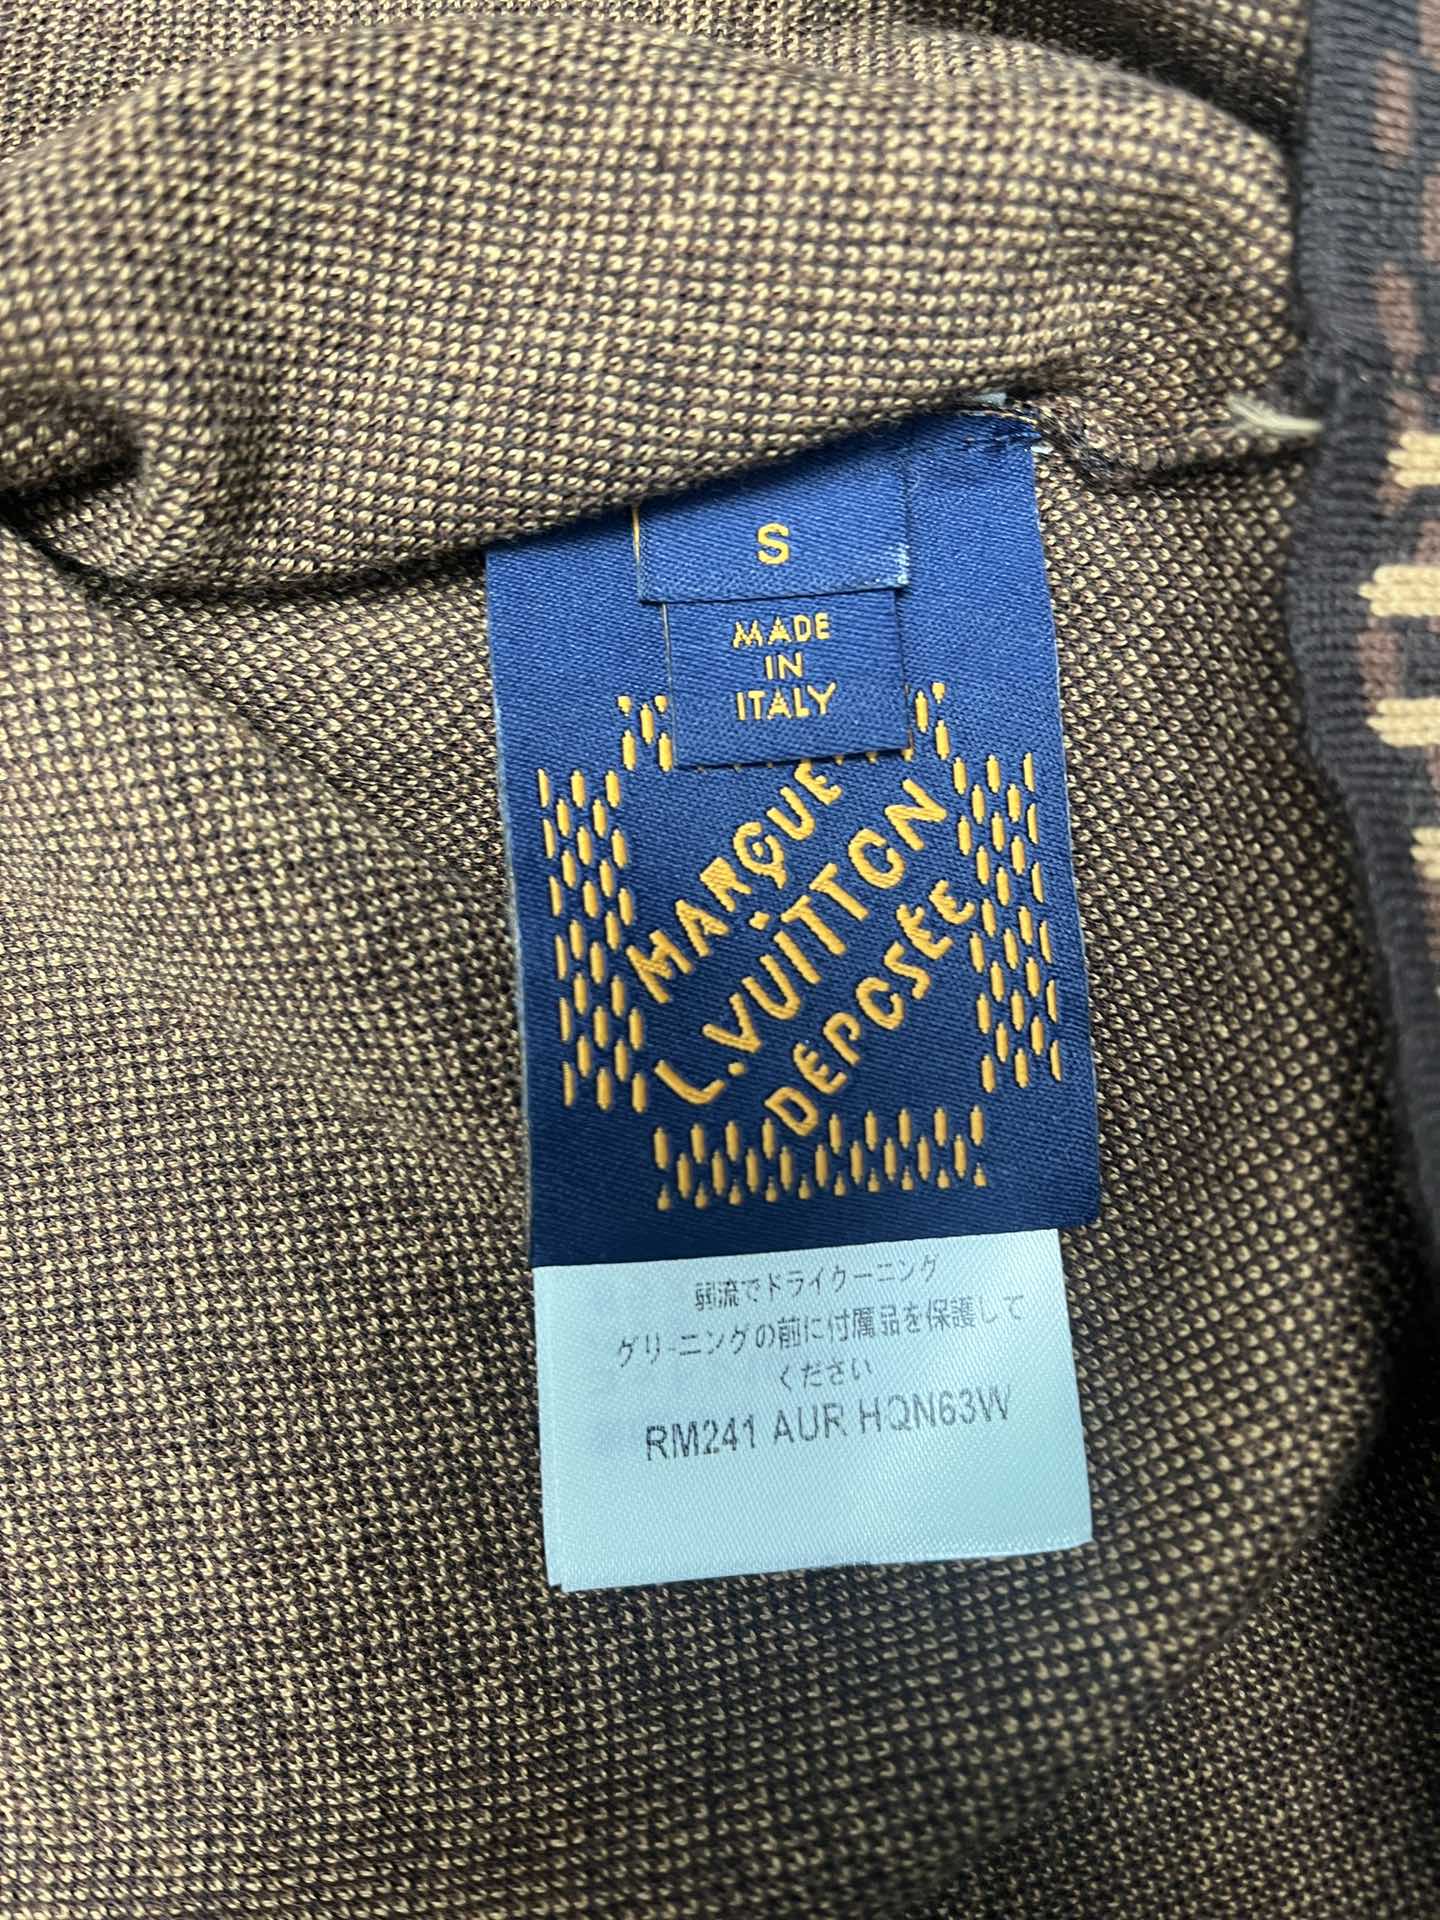 S
MADE
IN
ITALY
MARQUE
L.VUITTON
DEPOSÉE
弱流でドライクーニング
グリーニングの前に付属品を保護して
ください
RM241 AUR HQN63W